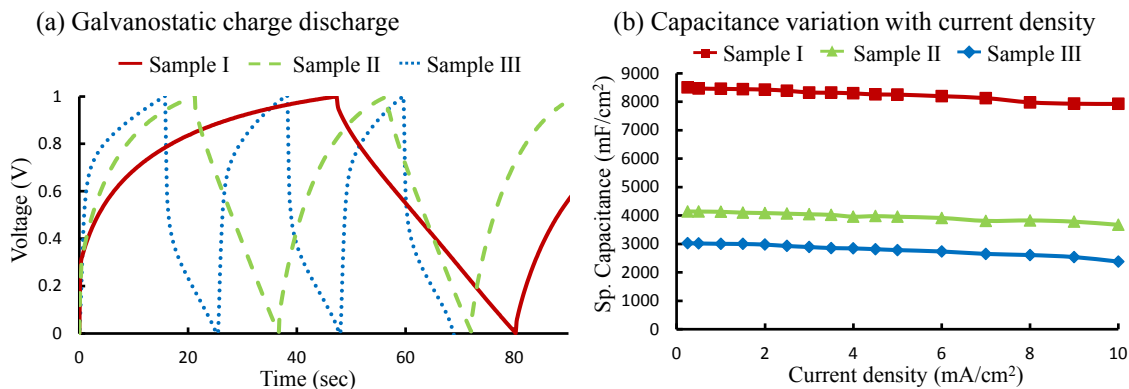 (a) Galvanostatic charge discharge
Sample I Sample II Sample III
1
0.8
0.6
0.4
0.2
0
Voltage (V)
0 20 40 60 80
Time (sec)
(b) Capacitance variation with current density
Sample I Sample II Sample III
9000
8000
7000
6000
5000
4000
3000
2000
1000
0
Sp. Capacitance (mF/cm²)
0 2 4 6 8 10
Current density (mA/cm²)